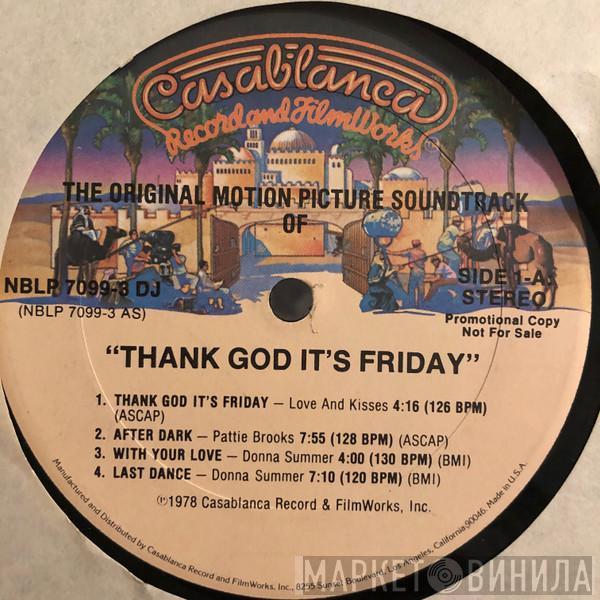 Casablanca
Record and FilmWorks
THE ORIGINAL MOTION PICTURE SOUNDTRACK
OF
NBLP 7099-3 DJ
(NBLP 7099-3 AS)
SIDE 1-AS
STEREO
Promotional Copy
Not For Sale
"THANK GOD IT'S FRIDAY"
1. THANK GOD IT'S FRIDAY — Love And Kisses 4:16 (126 BPM)
(ASCAP)
2. AFTER DARK — Pattie Brooks 7:55 (128 BPM) (ASCAP)
3. WITH YOUR LOVE — Donna Summer 4:00 (130 BPM) (BMI)
4. LAST DANCE — Donna Summer 7:10 (120 BPM) (BMI)
℗1978 Casablanca Record & FilmWorks, Inc.
Manufactured and Distributed by Casablanca Record and FilmWorks, Inc., 8255 Sunset Boulevard, Los Angeles, California 90046. Made in U.S.A.
МАРКЕТ ВИНИЛА